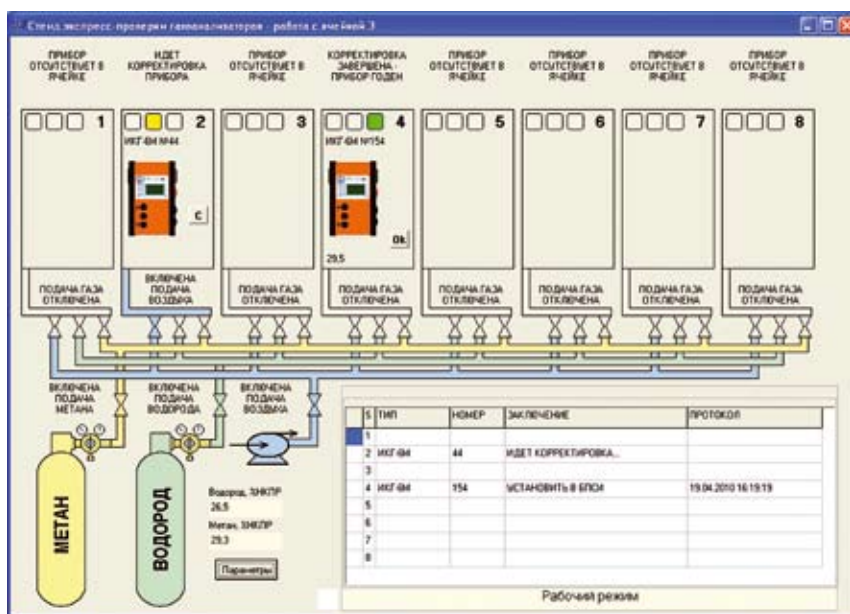 Стенд экспресс-проверки газоанализаторов - работа с ячейкой 3
ПРИБОР ОТСУТСТВУЕТ В ЯЧЕЙКЕ
ИДЕТ КОРРЕКТИРОВКА ПРИБОРА
ПРИБОР ОТСУТСТВУЕТ В ЯЧЕЙКЕ
КОРРЕКТИРОВКА ЗАВЕРШЕНА - ПРИБОР ГОДЕН
ПРИБОР ОТСУТСТВУЕТ В ЯЧЕЙКЕ
ПРИБОР ОТСУТСТВУЕТ В ЯЧЕЙКЕ
ПРИБОР ОТСУТСТВУЕТ В ЯЧЕЙКЕ
ПРИБОР ОТСУТСТВУЕТ В ЯЧЕЙКЕ
1 2 3 4 5 6 7 8
ИКГ-6М №44
ИКГ-6М №154
С
Ok
29,5
ПОДАЧА ГАЗА ОТКЛЮЧЕНА
ВКЛЮЧЕНА ПОДАЧА ВОЗДУХА
ПОДАЧА ГАЗА ОТКЛЮЧЕНА
ПОДАЧА ГАЗА ОТКЛЮЧЕНА
ПОДАЧА ГАЗА ОТКЛЮЧЕНА
ПОДАЧА ГАЗА ОТКЛЮЧЕНА
ПОДАЧА ГАЗА ОТКЛЮЧЕНА
ПОДАЧА ГАЗА ОТКЛЮЧЕНА
ВКЛЮЧЕНА ПОДАЧА МЕТАНА
ВКЛЮЧЕНА ПОДАЧА ВОДОРОДА
ВКЛЮЧЕНА ПОДАЧА ВОЗДУХА
МЕТАН
ВОДОРОД
Водород, %НКПР
26,5
Метан, %НКПР
29,3
Параметры
S ТИП НОМЕР ЗАКЛЮЧЕНИЕ ПРОТОКОЛ
1
2 ИКГ-6М 44 ИДЕТ КОРРЕКТИРОВКА...
3
4 ИКГ-6М 154 УСТАНОВИТЬ В БПСИ 19.04.2010 16:19:19
5
6
7
8
Рабочий режим